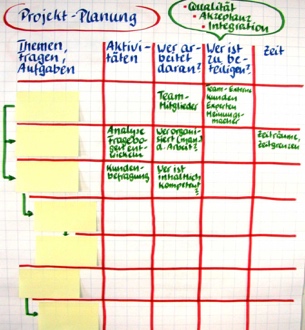 Projekt-Planung
• Qualität
• Akzeptanz
• Integration
Themen,
Fragen,
Aufgaben
Aktivi-
täten
Wer ar-
beitet
daran?
Wer ist
zu be-
teiligen?
Zeit
Team-
Mitglieder
Team-Extern
Kunden
Experten
Meinungs-
macher
Analyse
Fragebo-
gen ent-
wickeln
Wer organi-
siert
d. Arbeit?
Zeiträume,
Zeitgrenzen
Kunden-
befragung
Wer ist
inhaltlich
kompetent?